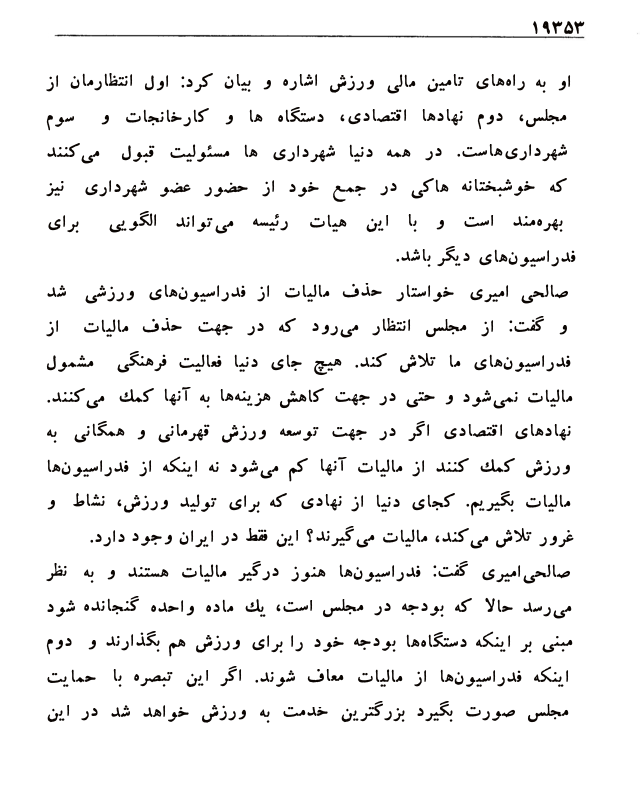 ۱۹۳۵۳
او به راه‌های تامین مالی ورزش اشاره و بیان کرد: اول انتظارمان از
مجلس، دوم نهادها اقتصادی، دستگاه ها و کارخانجات و سوم
شهرداری‌هاست. در همه دنیا شهرداری ها مسئولیت قبول می‌کنند
که خوشبختانه هاکی در جمع خود از حضور عضو شهرداری نیز
بهره‌مند است و با این هیات رئیسه می‌تواند الگویی برای
فدراسیون‌های دیگر باشد.
صالحی امیری خواستار حذف مالیات از فدراسیون‌های ورزشی شد
و گفت: از مجلس انتظار می‌رود که در جهت حذف مالیات از
فدراسیون‌های ما تلاش کند. هیچ جای دنیا فعالیت فرهنگی مشمول
مالیات نمی‌شود و حتی در جهت کاهش هزینه‌ها به آنها کمك می‌کنند.
نهادهای اقتصادی اگر در جهت توسعه ورزش قهرمانی و همگانی به
ورزش کمك کنند از مالیات آنها کم می‌شود نه اینکه از فدراسیون‌ها
مالیات بگیریم. کجای دنیا از نهادی که برای تولید ورزش، نشاط و
غرور تلاش می‌کند، مالیات می‌گیرند؟ این فقط در ایران وجود دارد.
صالحی‌امیری گفت: فدراسیون‌ها هنوز درگیر مالیات هستند و به نظر
می‌رسد حالا که بودجه در مجلس است، یك ماده واحده گنجانده شود
مبنی بر اینکه دستگاه‌ها بودجه خود را برای ورزش هم بگذارند و دوم
اینکه فدراسیون‌ها از مالیات معاف شوند. اگر این تبصره با حمایت
مجلس صورت بگیرد بزرگترین خدمت به ورزش خواهد شد در این